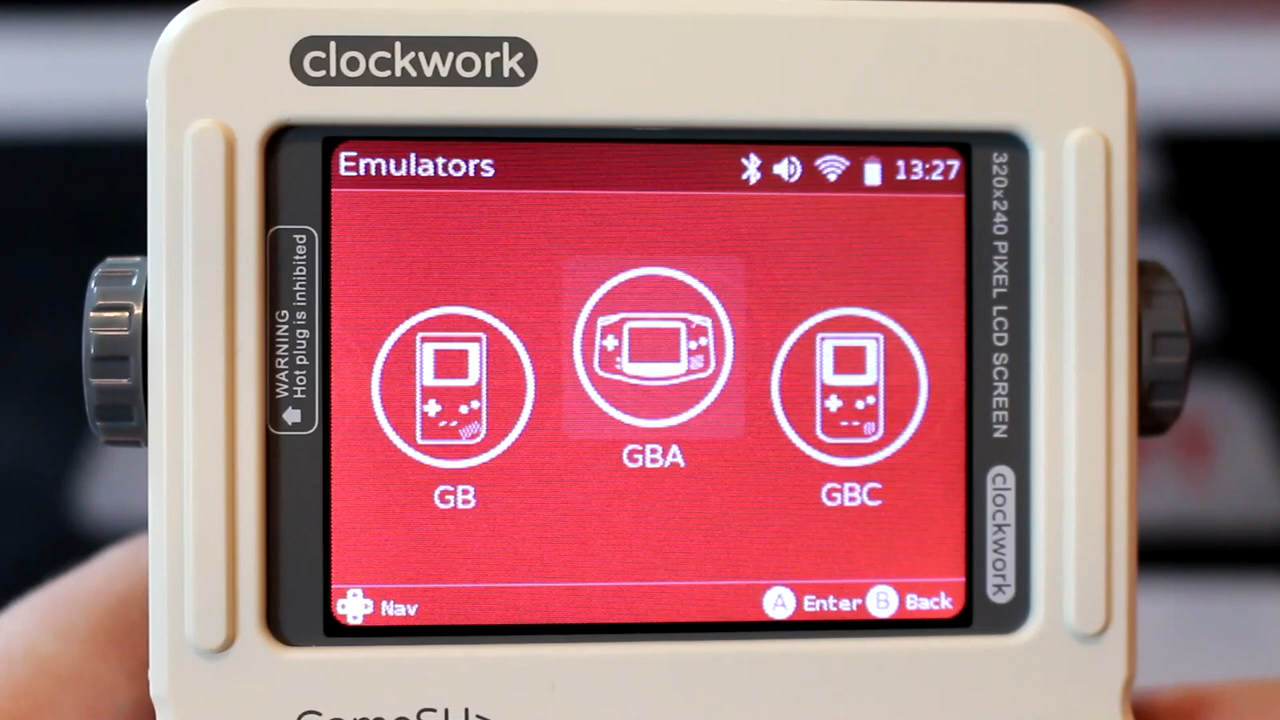 clockwork
Emulators
13:27
WARNING
Hot plug is inhibited
320x240 PIXEL LCD SCREEN
GB
GBA
GBC
clockwork
Nav
A Enter B Back
GameSH>